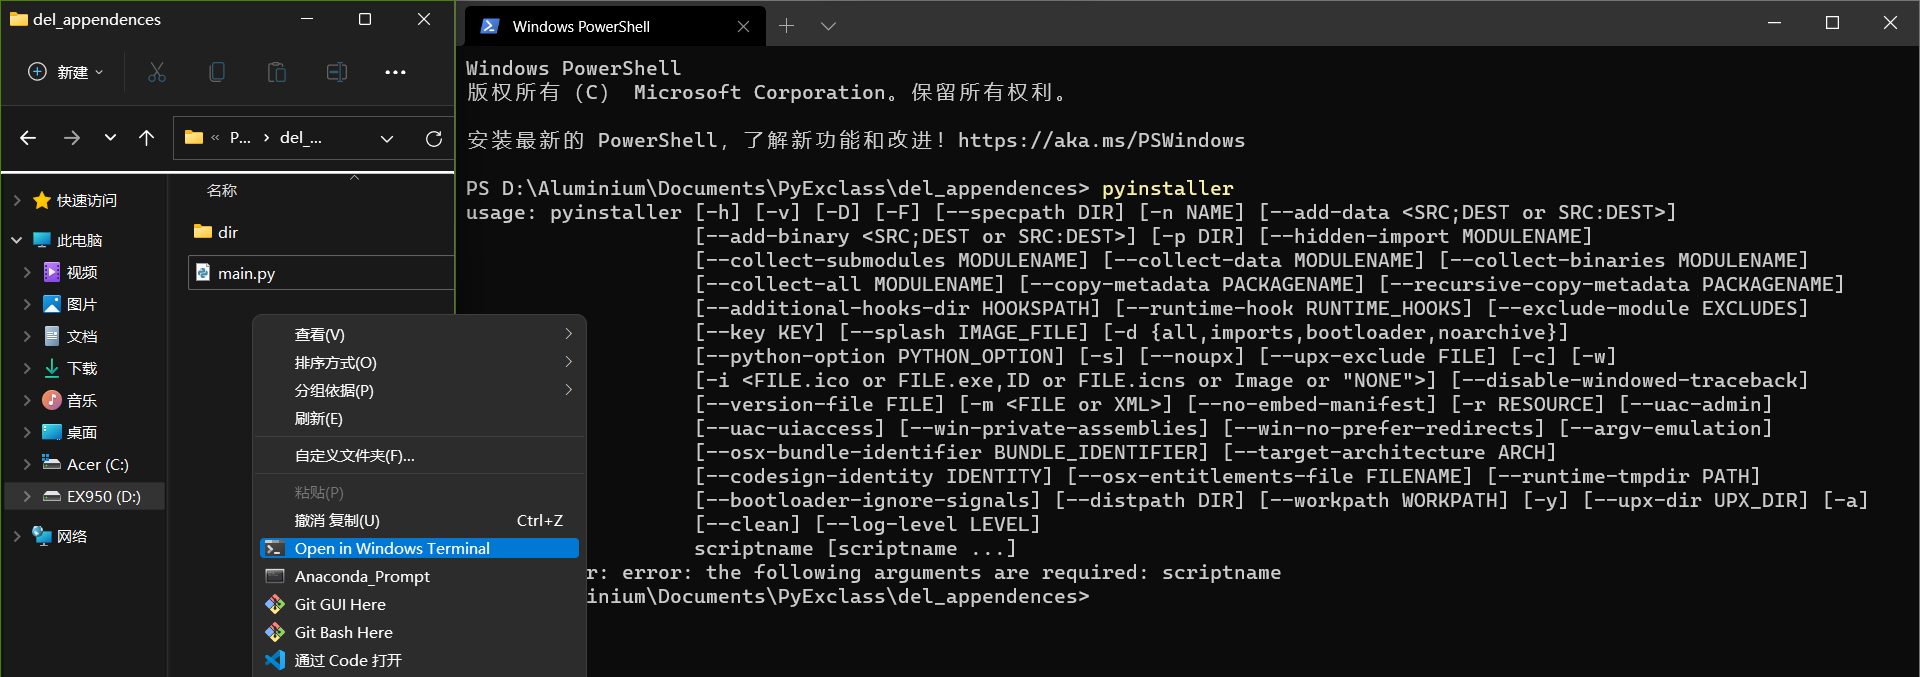 del_appendences
新建
P...
del_...
名称
dir
main.py
快速访问
此电脑
视频
图片
文档
下载
音乐
桌面
Acer (C:)
EX950 (D:)
网络
查看(V)
排序方式(O)
分组依据(P)
刷新(E)
自定义文件夹(F)...
粘贴(P)
撤消 复制(U) Ctrl+Z
Open in Windows Terminal
Anaconda_Prompt
Git GUI Here
Git Bash Here
通过 Code 打开
Windows PowerShell
Windows PowerShell
版权所有 (C) Microsoft Corporation。保留所有权利。
安装最新的 PowerShell，了解新功能和改进！https://aka.ms/PSWindows
PS D:\Aluminium\Documents\PyExclass\del_appendences> pyinstaller
usage: pyinstaller [-h] [-v] [-D] [-F] [--specpath DIR] [-n NAME] [--add-data <SRC;DEST or SRC:DEST>]
[--add-binary <SRC;DEST or SRC:DEST>] [-p DIR] [--hidden-import MODULENAME]
[--collect-submodules MODULENAME] [--collect-data MODULENAME] [--collect-binaries MODULENAME]
[--collect-all MODULENAME] [--copy-metadata PACKAGENAME] [--recursive-copy-metadata PACKAGENAME]
[--additional-hooks-dir HOOKSPATH] [--runtime-hook RUNTIME_HOOKS] [--exclude-module EXCLUDES]
[--key KEY] [--splash IMAGE_FILE] [-d {all,imports,bootloader,noarchive}]
[--python-option PYTHON_OPTION] [-s] [--noupx] [--upx-exclude FILE] [-c] [-w]
[-i <FILE.ico or FILE.exe,ID or FILE.icns or Image or "NONE">] [--disable-windowed-traceback]
[--version-file FILE] [-m <FILE or XML>] [--no-embed-manifest] [-r RESOURCE] [--uac-admin]
[--uac-uiaccess] [--win-private-assemblies] [--win-no-prefer-redirects] [--argv-emulation]
[--osx-bundle-identifier BUNDLE_IDENTIFIER] [--target-architecture ARCH]
[--codesign-identity IDENTITY] [--osx-entitlements-file FILENAME] [--runtime-tmpdir PATH]
[--bootloader-ignore-signals] [--distpath DIR] [--workpath WORKPATH] [-y] [--upx-dir UPX_DIR] [-a]
[--clean] [--log-level LEVEL]
scriptname [scriptname ...]
r: error: the following arguments are required: scriptname
inium\Documents\PyExclass\del_appendences>